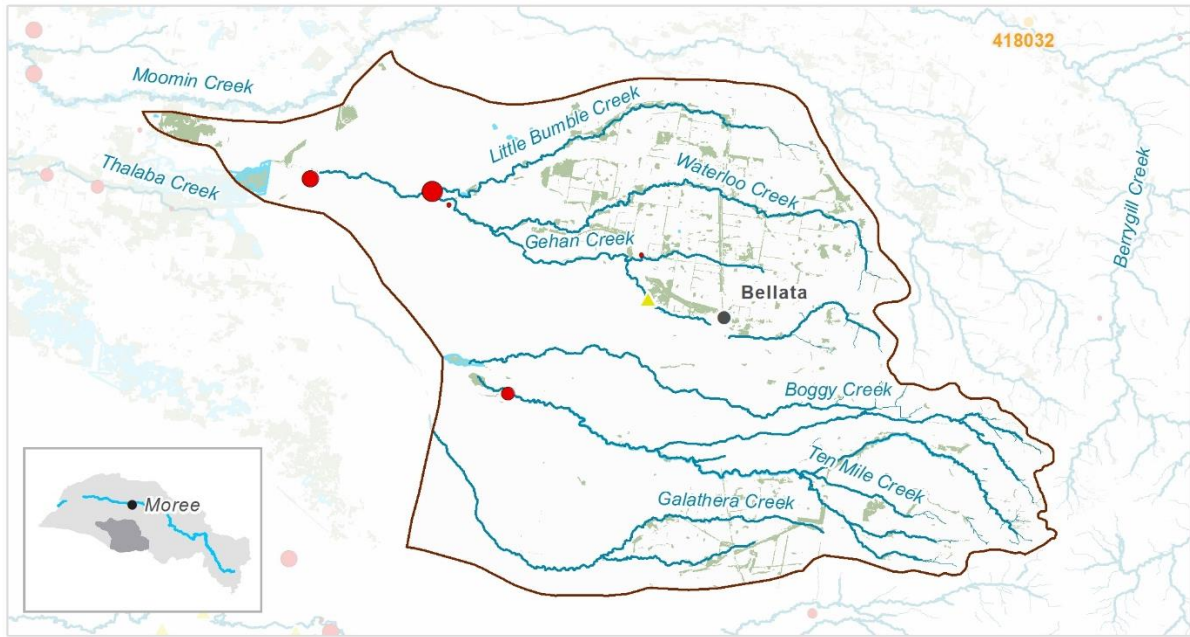 418032
Moomin Creek
Little Bumble Creek
Thalaba Creek
Waterloo Creek
Berrygill Creek
Gehan Creek
Bellata
Boggy Creek
Ten Mile Creek
Galathera Creek
Moree